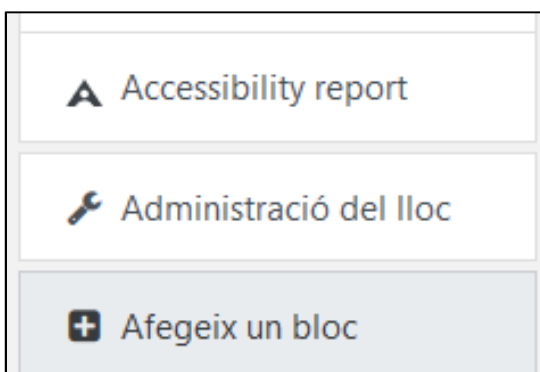 Accessibility report
Administració del lloc
Afegeix un bloc